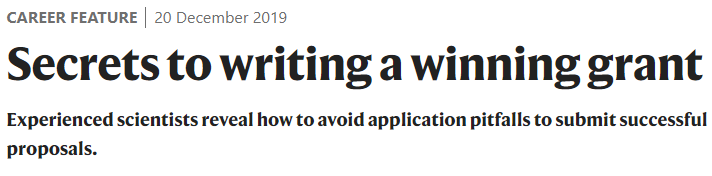 CAREER FEATURE | 20 December 2019
Secrets to writing a winning grant
Experienced scientists reveal how to avoid application pitfalls to submit successful
proposals.